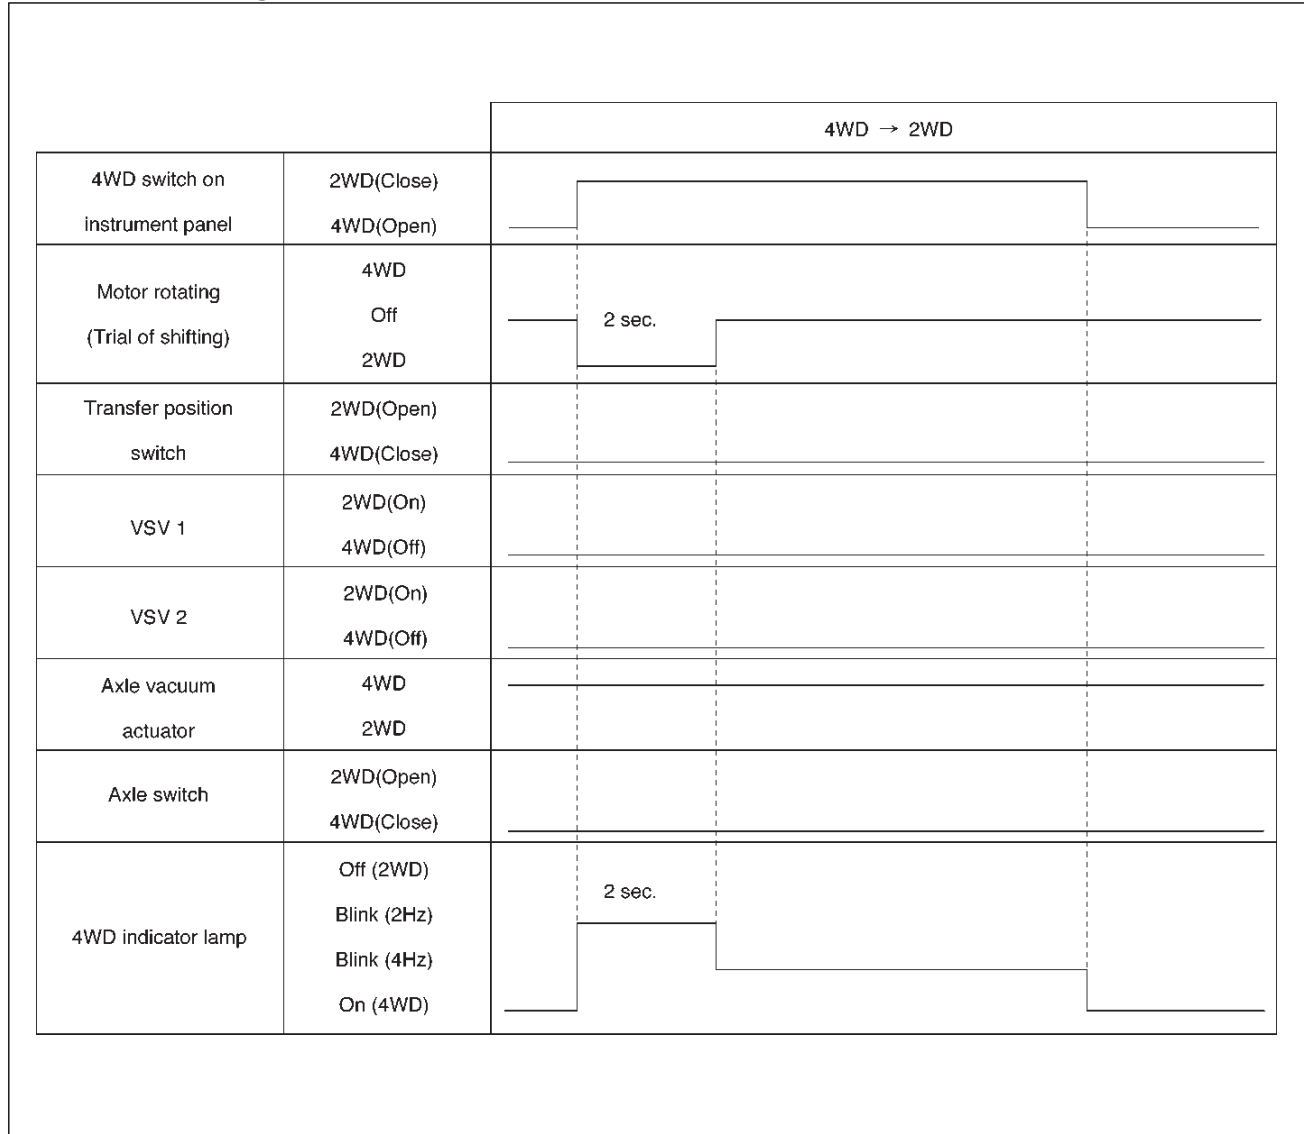 4WD → 2WD
4WD switch on
instrument panel
2WD(Close)
4WD(Open)
Motor rotating
(Trial of shifting)
4WD
Off
2WD
2 sec.
Transfer position
switch
2WD(Open)
4WD(Close)
VSV 1
2WD(On)
4WD(Off)
VSV 2
2WD(On)
4WD(Off)
Axle vacuum
actuator
4WD
2WD
Axle switch
2WD(Open)
4WD(Close)
4WD indicator lamp
Off (2WD)
Blink (2Hz)
Blink (4Hz)
On (4WD)
2 sec.